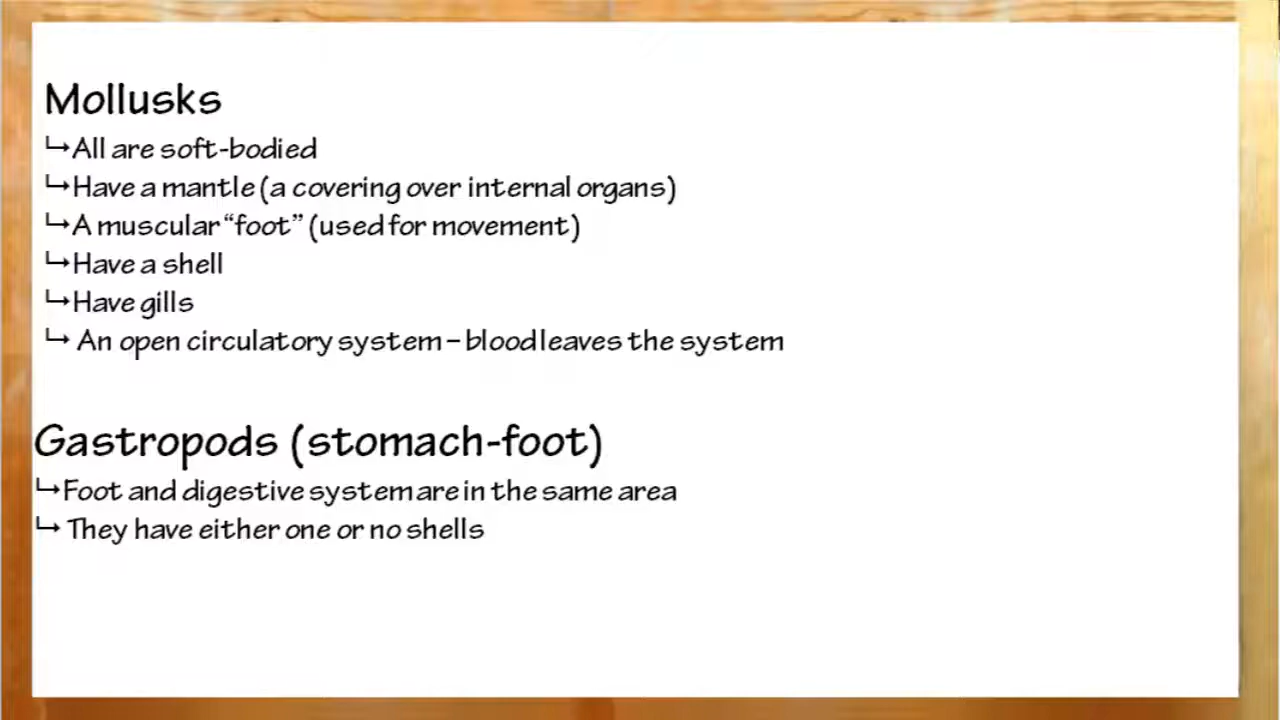 Mollusks
↳All are soft-bodied
↳Have a mantle (a covering over internal organs)
↳A muscular “foot” (used for movement)
↳Have a shell
↳Have gills
↳ An open circulatory system – blood leaves the system
Gastropods (stomach-foot)
↳Foot and digestive system are in the same area
↳ They have either one or no shells